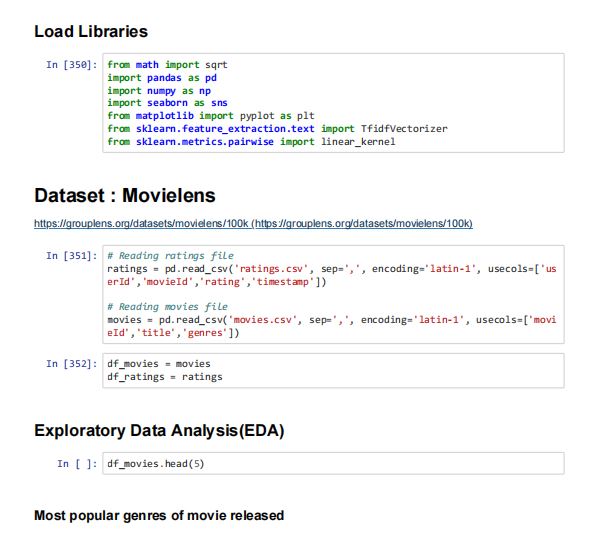 Load Libraries
In [350]: from math import sqrt
import pandas as pd
import numpy as np
import seaborn as sns
from matplotlib import pyplot as plt
from sklearn.feature_extraction.text import TfidfVectorizer
from sklearn.metrics.pairwise import linear_kernel
Dataset : Movielens
https://grouplens.org/datasets/movielens/100k (https://grouplens.org/datasets/movielens/100k)
In [351]: # Reading ratings file
ratings = pd.read_csv('ratings.csv', sep=',', encoding='latin-1', usecols=['us
erId','movieId','rating','timestamp'])
# Reading movies file
movies = pd.read_csv('movies.csv', sep=',', encoding='latin-1', usecols=['movi
eId','title','genres'])
In [352]: df_movies = movies
df_ratings = ratings
Exploratory Data Analysis(EDA)
In [ ]: df_movies.head(5)
Most popular genres of movie released